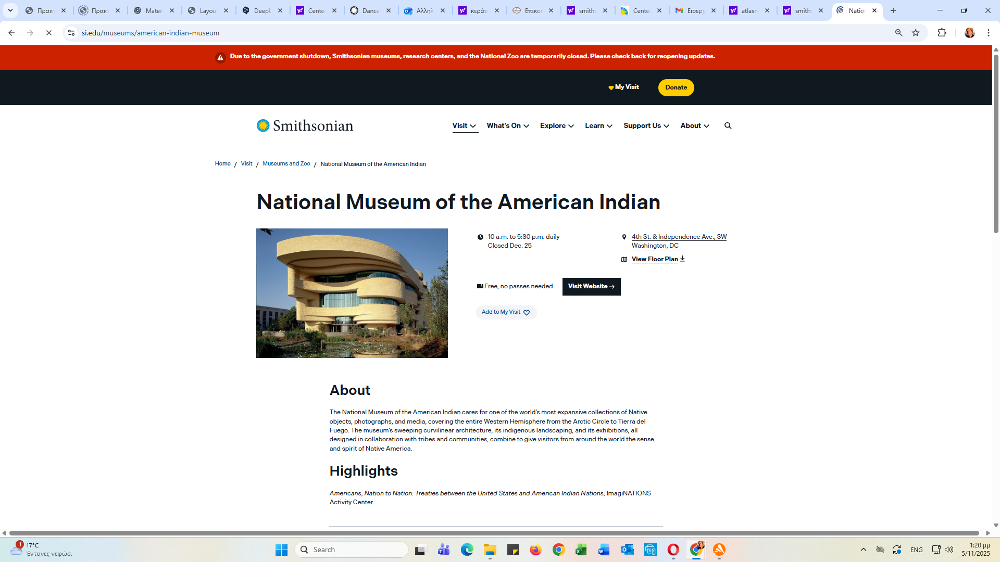 Πρακτ
Πρακτ
Mater
Layou
DeepL
Cente
Dance
Αλληλ
κεράν
Επικοι
smiths
Center
Εισερχ
atlasn
smiths
Natio
si.edu/museums/american-indian-museum
Due to the government shutdown, Smithsonian museums, research centers, and the National Zoo are temporarily closed. Please check back for reopening updates.
My Visit
Donate
Smithsonian
Visit
What's On
Explore
Learn
Support Us
About
Home / Visit / Museums and Zoo / National Museum of the American Indian
National Museum of the American Indian
10 a.m. to 5:30 p.m. daily
Closed Dec. 25
4th St. & Independence Ave., SW
Washington, DC
View Floor Plan
Free, no passes needed
Visit Website →
Add to My Visit
About
The National Museum of the American Indian cares for one of the world’s most expansive collections of Native
objects, photographs, and media, covering the entire Western Hemisphere from the Arctic Circle to Tierra del
Fuego. The museum’s sweeping curvilinear architecture, its indigenous landscaping, and its exhibitions, all
designed in collaboration with tribes and communities, combine to give visitors from around the world the sense
and spirit of Native America.
Highlights
Americans; Nation to Nation: Treaties between the United States and American Indian Nations; ImagiNATIONS
Activity Center.
1
17°C
Έντονες νεφώσ.
Search
ENG
1:20 μμ
5/11/2025